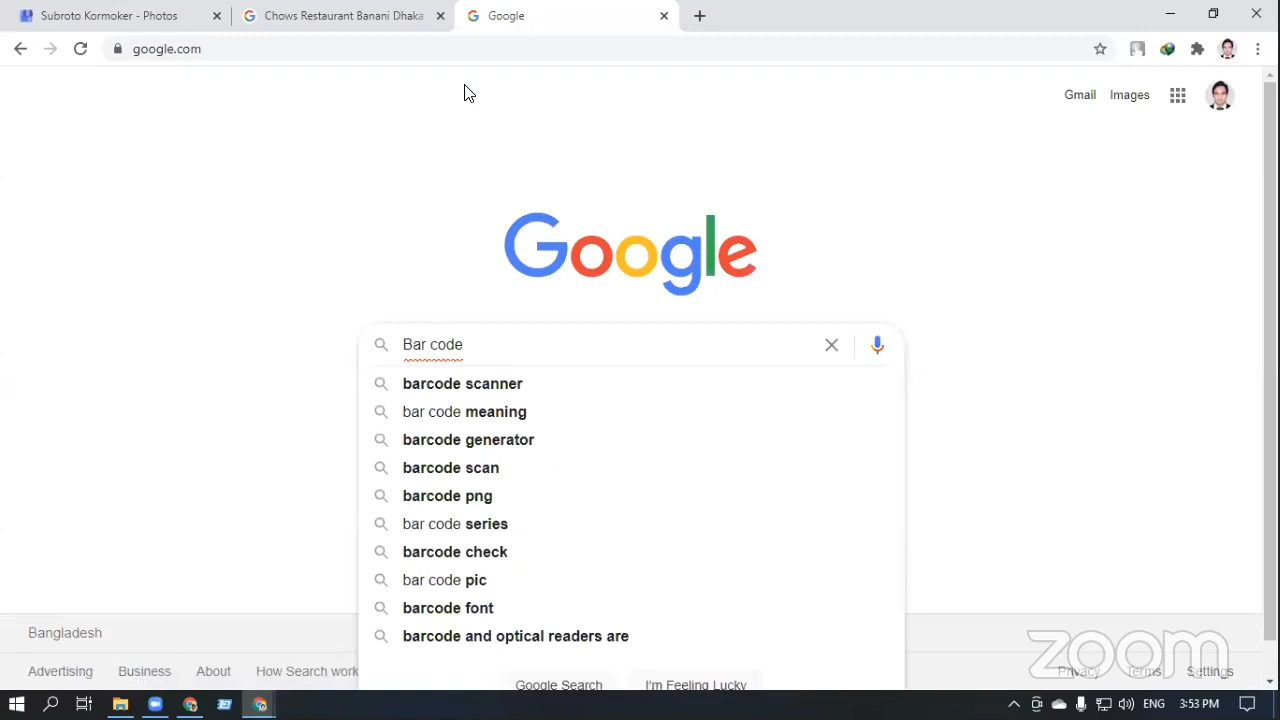 Subroto Kormoker - Photos
Chows Restaurant Banani Dhaka
Google
google.com
Gmail Images
Google
Bar code
barcode scanner
bar code meaning
barcode generator
barcode scan
barcode png
bar code series
barcode check
bar code pic
barcode font
barcode and optical readers are
Google Search I'm Feeling Lucky
Bangladesh
Advertising Business About How Search work
Privacy Terms Settings
zoom
ENG 3:53 PM